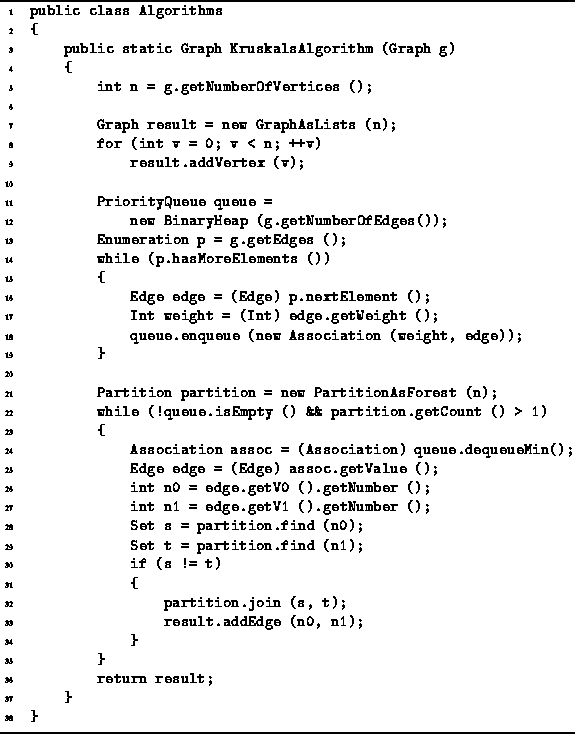 1 public class Algorithms
2 {
3     public static Graph KruskalsAlgorithm (Graph g)
4     {
5         int n = g.getNumberOfVertices ();
6
7         Graph result = new GraphAsLists (n);
8         for (int v = 0; v < n; ++v)
9             result.addVertex (v);
10
11         PriorityQueue queue =
12             new BinaryHeap (g.getNumberOfEdges());
13         Enumeration p = g.getEdges ();
14         while (p.hasMoreElements ())
15         {
16             Edge edge = (Edge) p.nextElement ();
17             Int weight = (Int) edge.getWeight ();
18             queue.enqueue (new Association (weight, edge));
19         }
20
21         Partition partition = new PartitionAsForest (n);
22         while (!queue.isEmpty () && partition.getCount () > 1)
23         {
24             Association assoc = (Association) queue.dequeueMin();
25             Edge edge = (Edge) assoc.getValue ();
26             int n0 = edge.getV0 ().getNumber ();
27             int n1 = edge.getV1 ().getNumber ();
28             Set s = partition.find (n0);
29             Set t = partition.find (n1);
30             if (s != t)
31             {
32                 partition.join (s, t);
33                 result.addEdge (n0, n1);
34             }
35         }
36         return result;
37     }
38 }